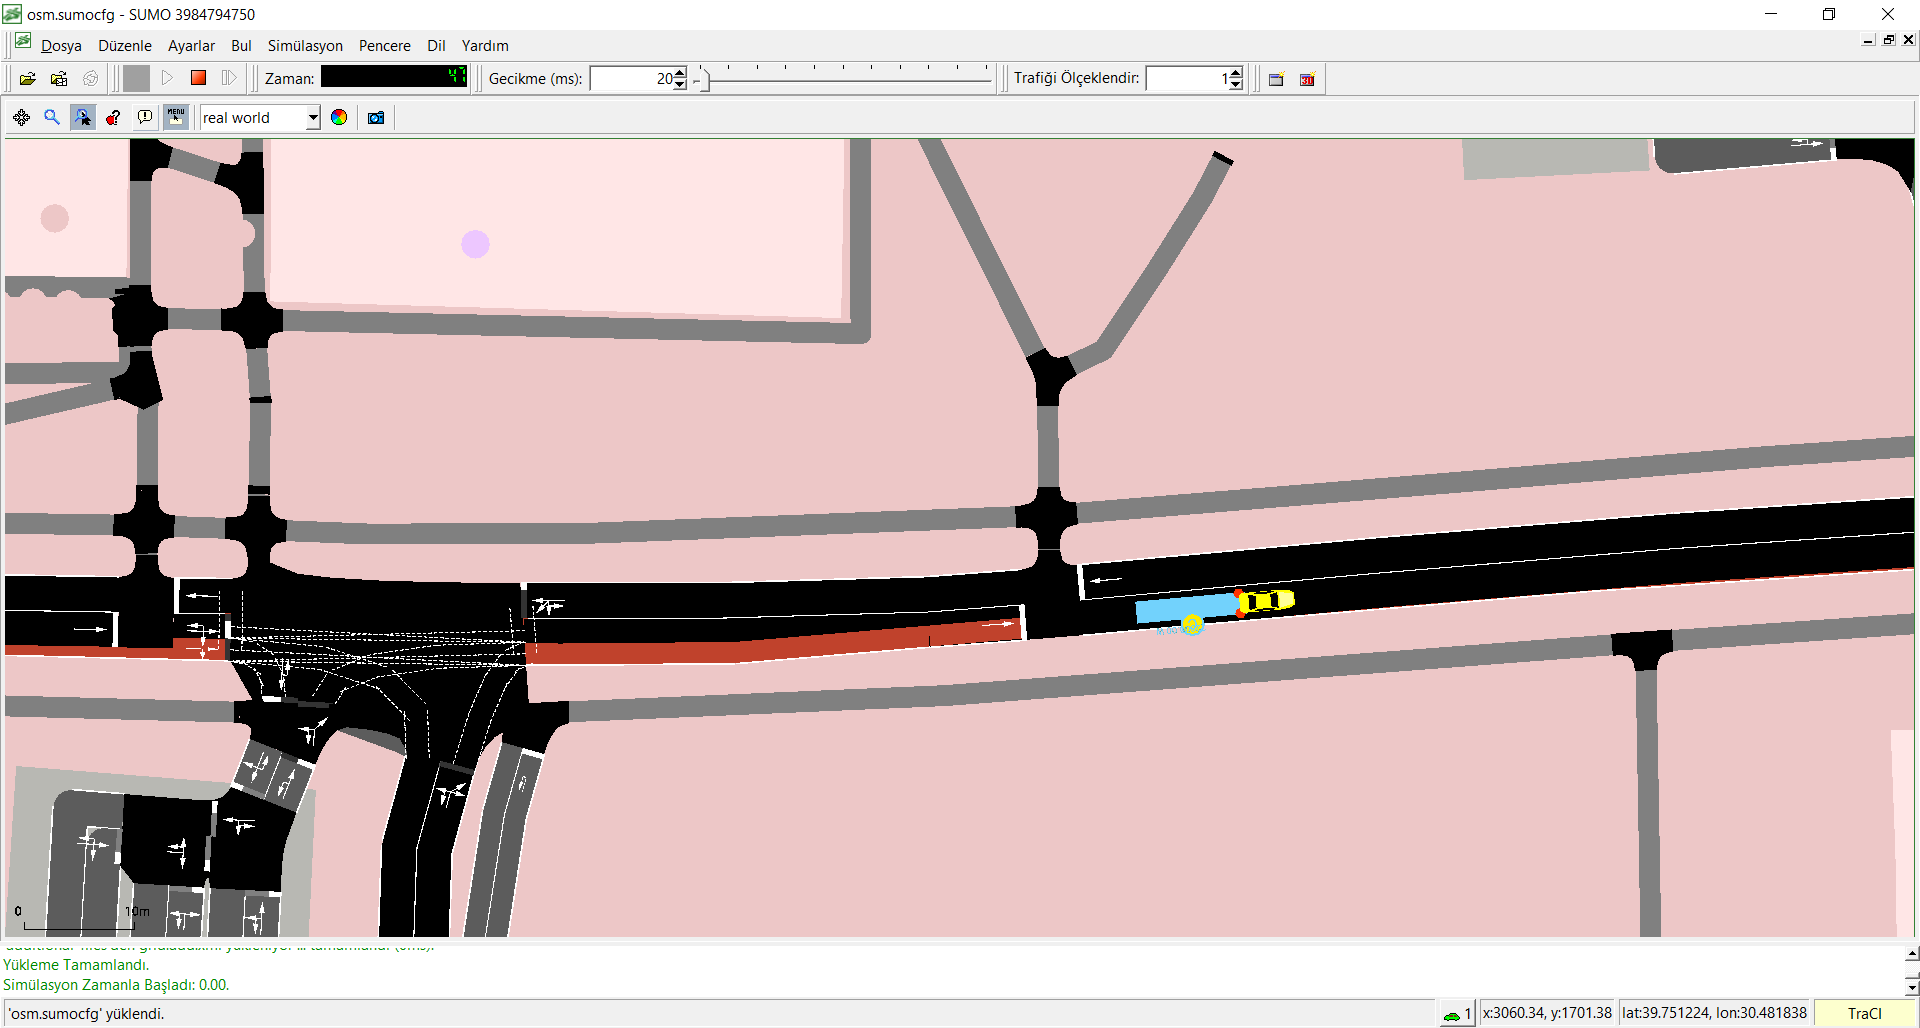 osm.sumocfg - SUMO 3984794750
Dosya Düzenle Ayarlar Bul Simülasyon Pencere Dil Yardım
Zaman: 47 Gecikme (ms): 20 Trafiği Ölçeklendir: 1
MENU
real world
0 10m
Yükleme Tamamlandı.
Simülasyon Zamanla Başladı: 0.00.
'osm.sumocfg' yüklendi. 1 x:3060.34, y:1701.38 lat:39.751224, lon:30.481838 TraCI